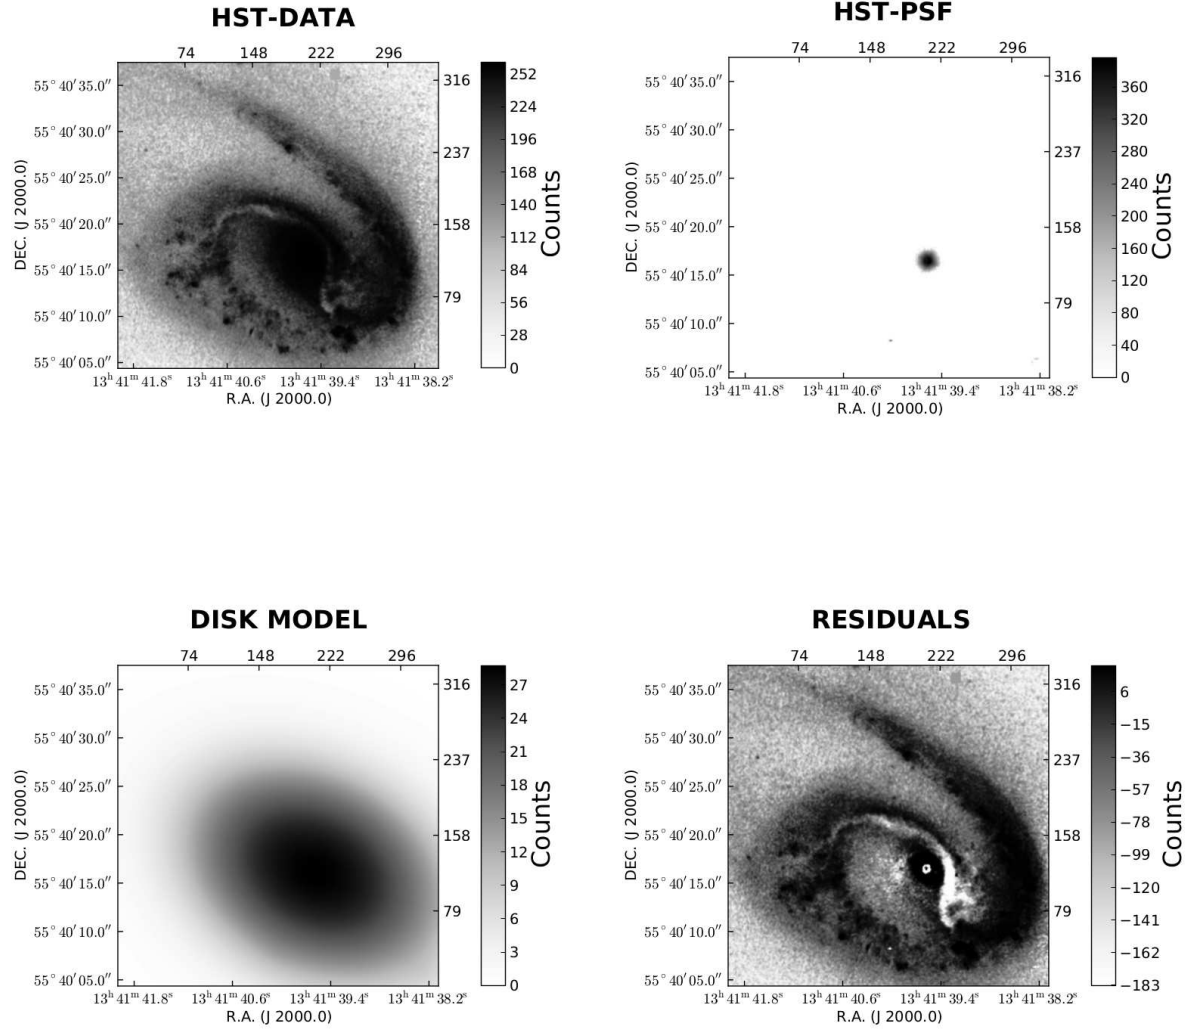 HST-DATA
74 148 222 296
55° 40′ 35.0″
55° 40′ 30.0″
55° 40′ 25.0″
55° 40′ 20.0″
55° 40′ 15.0″
55° 40′ 10.0″
55° 40′ 05.0″
DEC. (J 2000.0)
316
237
158
79
13ʰ 41ᵐ 41.8ˢ 13ʰ 41ᵐ 40.6ˢ 13ʰ 41ᵐ 39.4ˢ 13ʰ 41ᵐ 38.2ˢ
R.A. (J 2000.0)
252
224
196
168
140
112
84
56
28
0
Counts
HST-PSF
74 148 222 296
55° 40′ 35.0″
55° 40′ 30.0″
55° 40′ 25.0″
55° 40′ 20.0″
55° 40′ 15.0″
55° 40′ 10.0″
55° 40′ 05.0″
DEC. (J 2000.0)
316
237
158
79
13ʰ 41ᵐ 41.8ˢ 13ʰ 41ᵐ 40.6ˢ 13ʰ 41ᵐ 39.4ˢ 13ʰ 41ᵐ 38.2ˢ
R.A. (J 2000.0)
360
320
280
240
200
160
120
80
40
0
Counts
DISK MODEL
74 148 222 296
55° 40′ 35.0″
55° 40′ 30.0″
55° 40′ 25.0″
55° 40′ 20.0″
55° 40′ 15.0″
55° 40′ 10.0″
55° 40′ 05.0″
DEC. (J 2000.0)
316
237
158
79
13ʰ 41ᵐ 41.8ˢ 13ʰ 41ᵐ 40.6ˢ 13ʰ 41ᵐ 39.4ˢ 13ʰ 41ᵐ 38.2ˢ
R.A. (J 2000.0)
27
24
21
18
15
12
9
6
3
0
Counts
RESIDUALS
74 148 222 296
55° 40′ 35.0″
55° 40′ 30.0″
55° 40′ 25.0″
55° 40′ 20.0″
55° 40′ 15.0″
55° 40′ 10.0″
55° 40′ 05.0″
DEC. (J 2000.0)
316
237
158
79
13ʰ 41ᵐ 41.8ˢ 13ʰ 41ᵐ 40.6ˢ 13ʰ 41ᵐ 39.4ˢ 13ʰ 41ᵐ 38.2ˢ
R.A. (J 2000.0)
6
−15
−36
−57
−78
−99
−120
−141
−162
−183
Counts